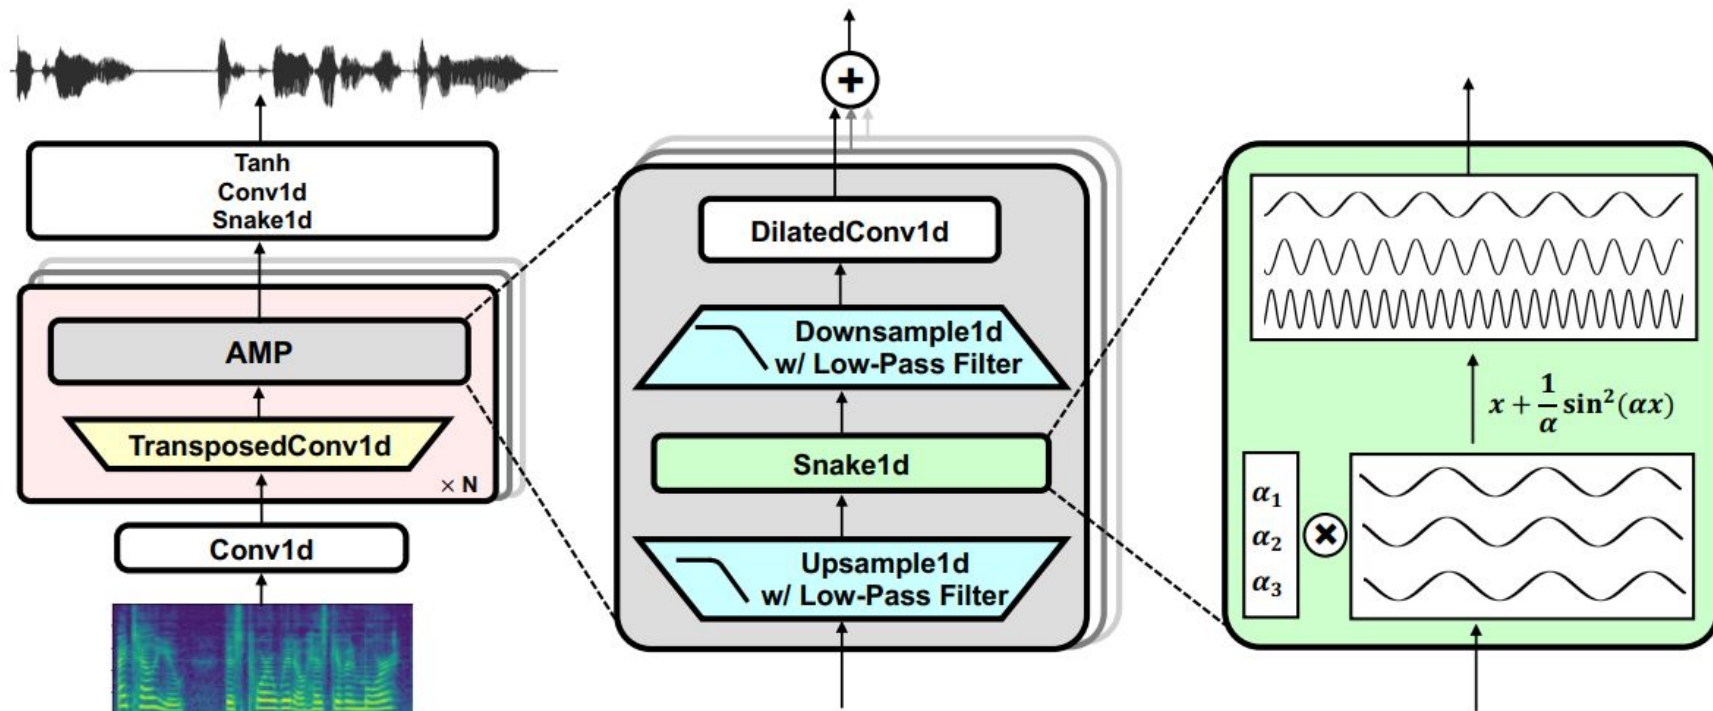 Tanh
Conv1d
Snake1d
AMP
TransposedConv1d
× N
Conv1d
+
DilatedConv1d
Downsample1d
w/ Low-Pass Filter
Snake1d
Upsample1d
w/ Low-Pass Filter
x + 1/α sin²(αx)
α₁
α₂
α₃
×